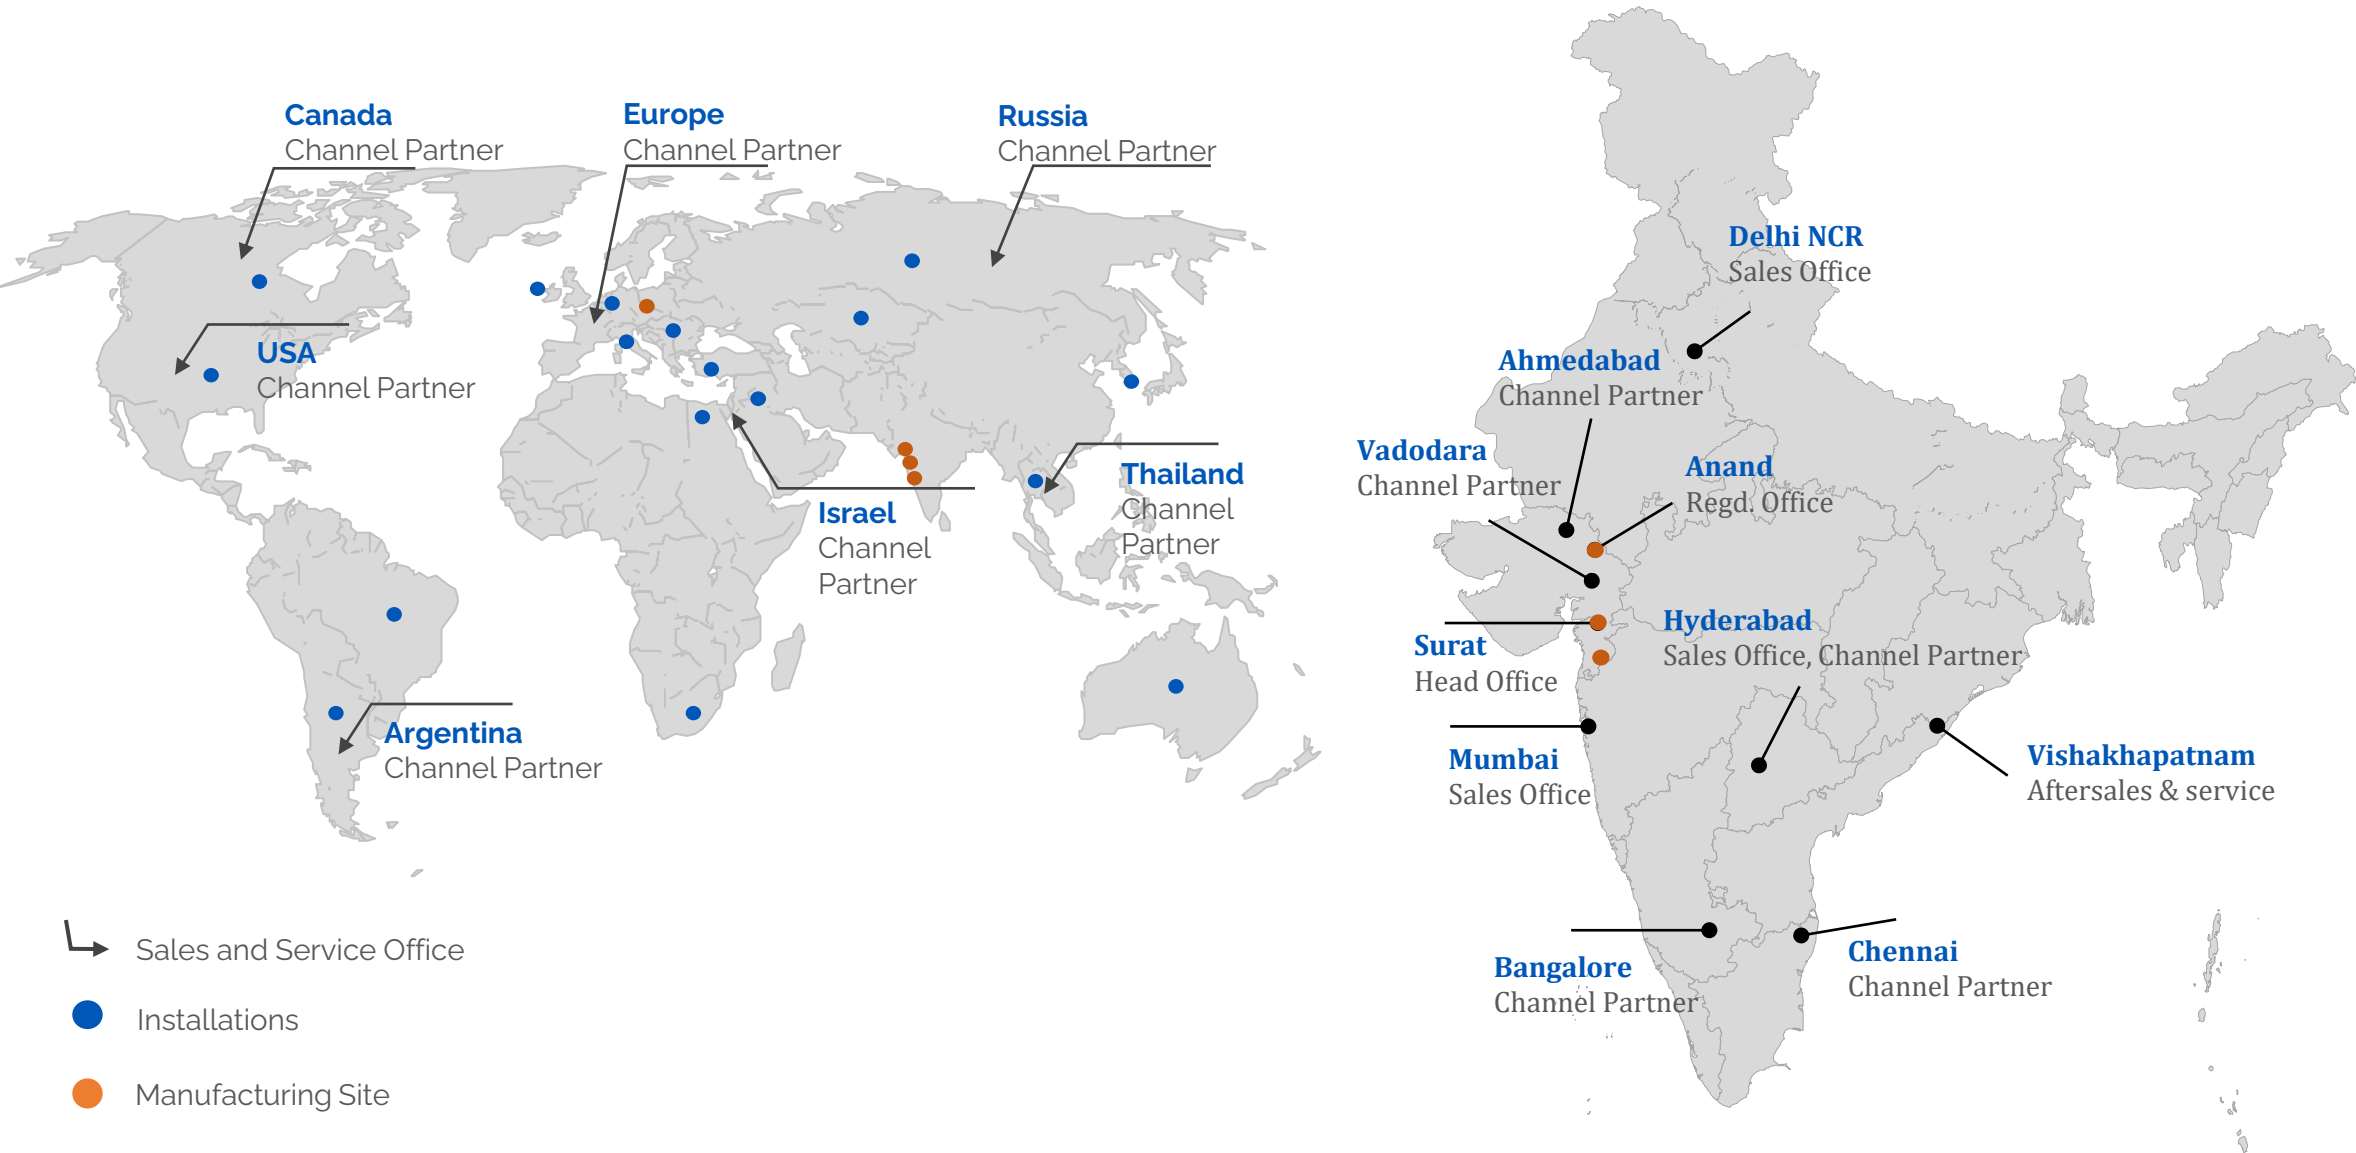 Canada
Channel Partner
Europe
Channel Partner
Russia
Channel Partner
USA
Channel Partner
Israel
Channel
Partner
Thailand
Channel
Partner
Argentina
Channel Partner
Sales and Service Office
Installations
Manufacturing Site
Delhi NCR
Sales Office
Ahmedabad
Channel Partner
Vadodara
Channel Partner
Anand
Regd. Office
Surat
Head Office
Hyderabad
Sales Office, Channel Partner
Mumbai
Sales Office
Vishakhapatnam
Aftersales & service
Bangalore
Channel Partner
Chennai
Channel Partner